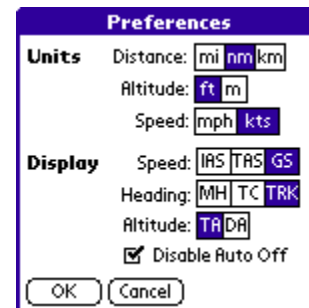 Preferences
Units Distance: mi nm km
Altitude: ft m
Speed: mph kts
Display Speed: IAS TAS GS
Heading: MH TC TRK
Altitude: TA DA
Disable Auto Off
OK Cancel